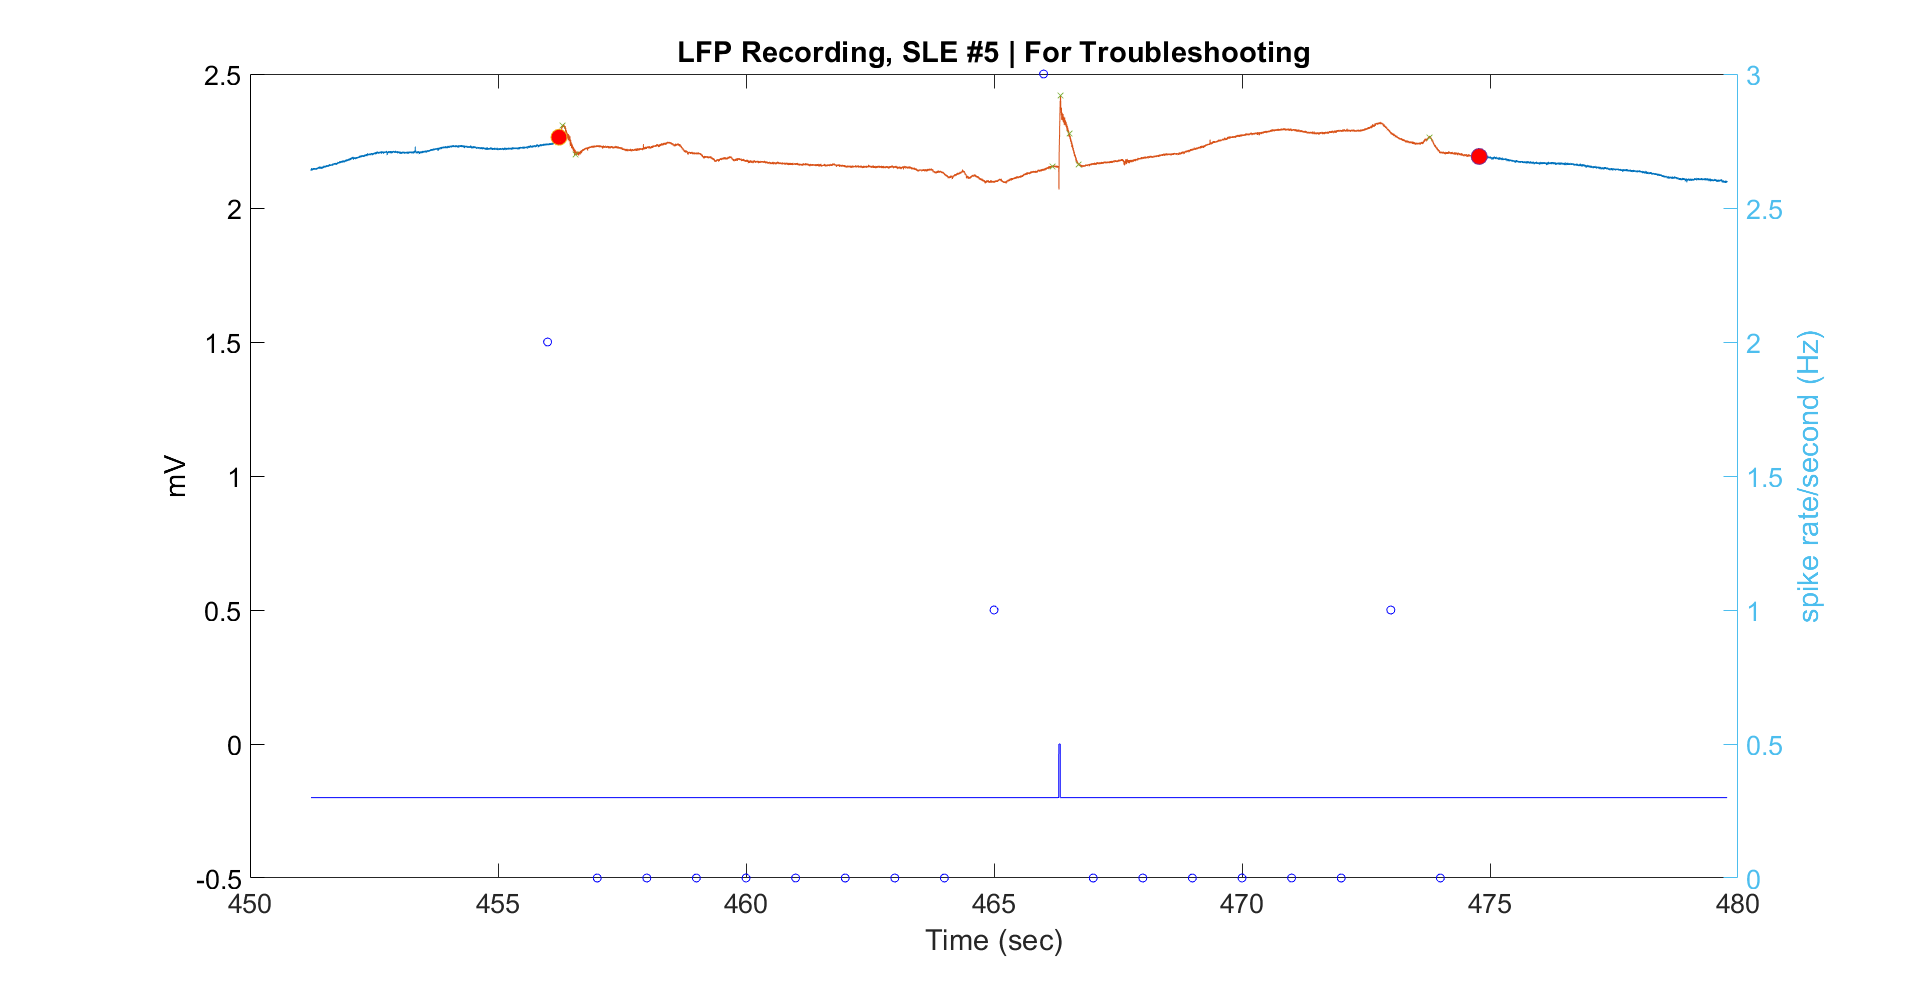 LFP Recording, SLE #5 | For Troubleshooting
2.5
2
1.5
1
0.5
0
-0.5
mV
3
2.5
2
1.5
1
0.5
0
spike rate/second (Hz)
450 455 460 465 470 475 480
Time (sec)